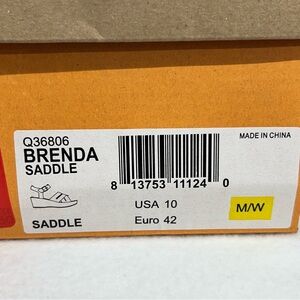 Q36806
BRENDA
SADDLE
MADE IN CHINA
8 13753 11124 0
USA 10
Euro 42
M/W
SADDLE